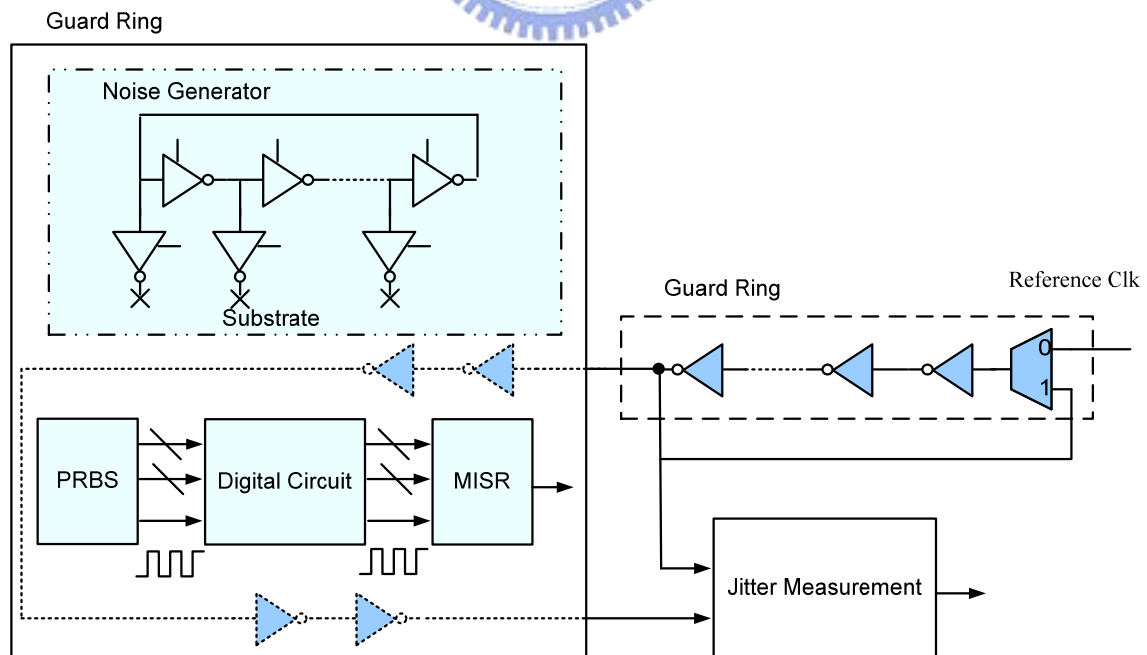 Guard Ring
Noise Generator
Substrate
Guard Ring
Reference Clk
0
1
PRBS
Digital Circuit
MISR
Jitter Measurement